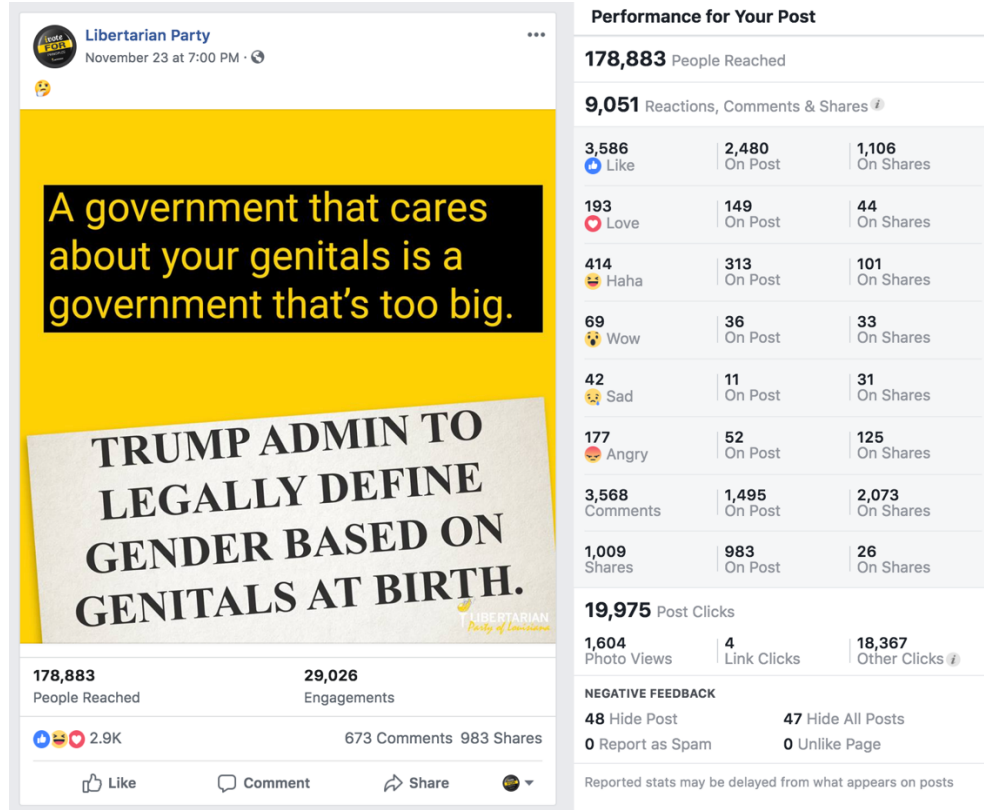 Libertarian Party
November 23 at 7:00 PM ·
A government that cares
about your genitals is a
government that's too big.
TRUMP ADMIN TO
LEGALLY DEFINE
GENDER BASED ON
GENITALS AT BIRTH.
LIBERTARIAN
Party of Louisiana
178,883
People Reached
29,026
Engagements
2.9K
673 Comments 983 Shares
Like Comment Share
Performance for Your Post
178,883 People Reached
9,051 Reactions, Comments & Shares
3,586 2,480 1,106
Like On Post On Shares
193 149 44
Love On Post On Shares
414 313 101
Haha On Post On Shares
69 36 33
Wow On Post On Shares
42 11 31
Sad On Post On Shares
177 52 125
Angry On Post On Shares
3,568 1,495 2,073
Comments On Post On Shares
1,009 983 26
Shares On Post On Shares
19,975 Post Clicks
1,604 4 18,367
Photo Views Link Clicks Other Clicks
NEGATIVE FEEDBACK
48 Hide Post 47 Hide All Posts
0 Report as Spam 0 Unlike Page
Reported stats may be delayed from what appears on posts